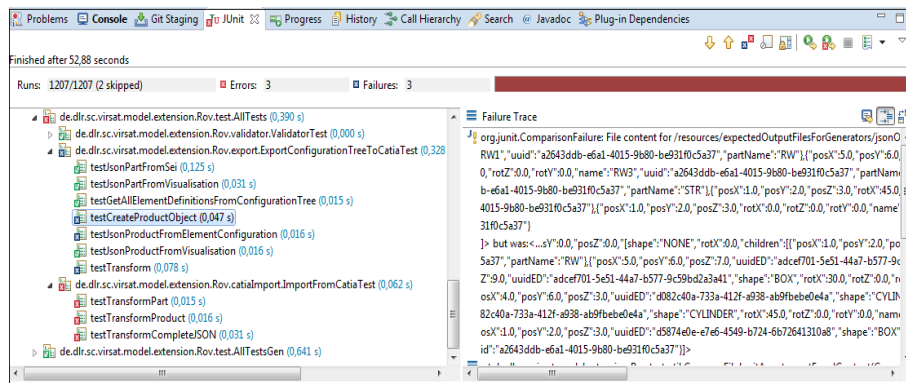 Problems Console Git Staging JUnit Progress History Call Hierarchy Search @ Javadoc Plug-in Dependencies
Finished after 52,88 seconds
Runs: 1207/1207 (2 skipped) Errors: 3 Failures: 3
de.dlr.sc.virsat.model.extension.Rov.test.AllTests (0,390 s)
de.dlr.sc.virsat.model.extension.Rov.validator.ValidatorTest (0,000 s)
de.dlr.sc.virsat.model.extension.Rov.export.ExportConfigurationTreeToCatiaTest (0,328
testJsonPartFromSei (0,125 s)
testJsonPartFromVisualisation (0,031 s)
testGetAllElementDefinitionsFromConfigurationTree (0,015 s)
testCreateProductObject (0,047 s)
testJsonProductFromElementConfiguration (0,016 s)
testJsonProductFromVisualisation (0,016 s)
testTransform (0,078 s)
de.dlr.sc.virsat.model.extension.Rov.catiaImport.ImportFromCatiaTest (0,062 s)
testTransformPart (0,015 s)
testTransformProduct (0,016 s)
testTransformCompleteJSON (0,031 s)
de.dlr.sc.virsat.model.extension.Rov.test.AllTestsGen (0,641 s)
Failure Trace
org.junit.ComparisonFailure: File content for /resources/expectedOutputFilesForGenerators/jsonO
RW1","uuid":"a2643ddb-e6a1-4015-9b80-be931f0c5a37","partName":"RW"},{"posX":5.0,"posY":6.0,
0,"rotZ":0.0,"rotY":0.0,"name":"RW3","uuid":"a2643ddb-e6a1-4015-9b80-be931f0c5a37","partNam
b-e6a1-4015-9b80-be931f0c5a37","partName":"STR"},{"posX":1.0,"posY":2.0,"posZ":3.0,"rotX":45.0,
4015-9b80-be931f0c5a37"},{"posX":1.0,"posY":2.0,"posZ":3.0,"rotX":0.0,"rotZ":0.0,"rotY":0.0,"name"
31f0c5a37"}
]> but was:<...sY":0.0,"posZ":0.0,"[shape":"NONE","rotX":0.0,"children":[{"posX":1.0,"posY":2.0,"po
5a37","partName":"RW"},{"posX":5.0,"posY":6.0,"posZ":7.0,"uuidED":"adcef701-5e51-44a7-b577-9c
Z":9.0,"uuidED":"adcef701-5e51-44a7-b577-9c59bd2a3a41","shape":"BOX","rotX":30.0,"rotZ":0.0,"r
osX":4.0,"posY":6.0,"posZ":3.0,"uuidED":"d082c40a-733a-412f-a938-ab9fbebe0e4a","shape":"CYLIN
82c40a-733a-412f-a938-ab9fbebe0e4a","shape":"CYLINDER","rotX":45.0,"rotZ":0.0,"rotY":0.0,"nam
osX":1.0,"posY":2.0,"posZ":3.0,"uuidED":"d5874e0e-e7e6-4549-b724-6b72641310a8","shape":"BOX"
id":"a2643ddb-e6a1-4015-9b80-be931f0c5a37"}]>